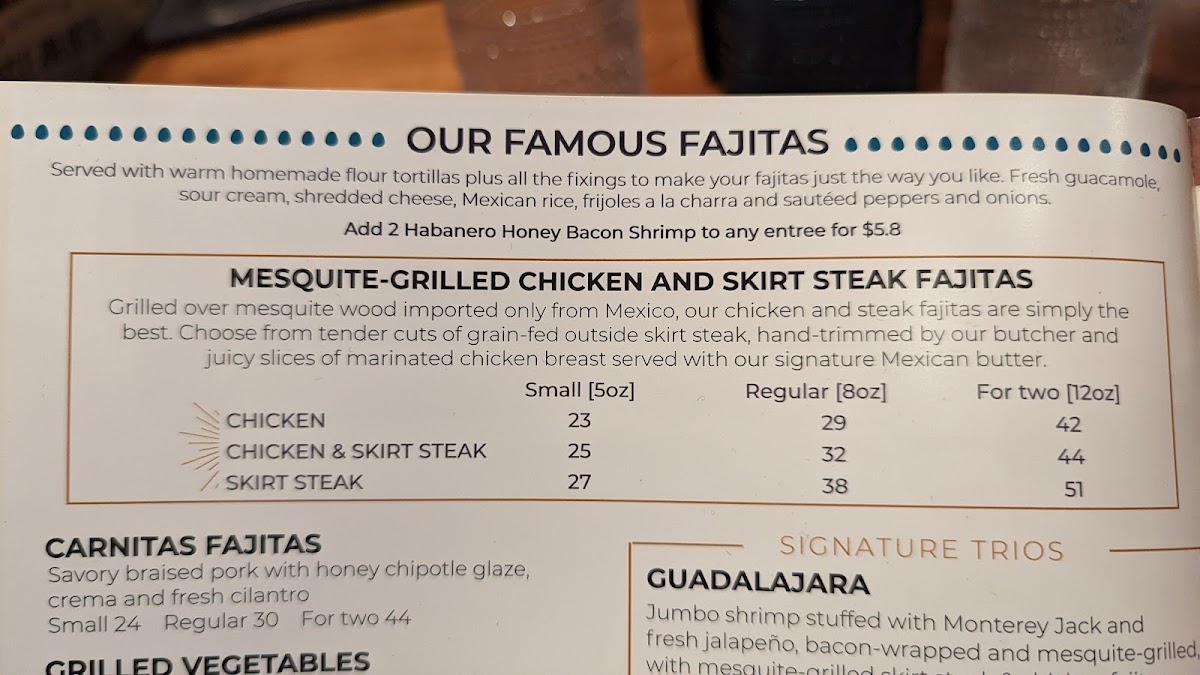 OUR FAMOUS FAJITAS
Served with warm homemade flour tortillas plus all the fixings to make your fajitas just the way you like. Fresh guacamole,
sour cream, shredded cheese, Mexican rice, frijoles a la charra and sautéed peppers and onions.
Add 2 Habanero Honey Bacon Shrimp to any entree for $5.8
MESQUITE-GRILLED CHICKEN AND SKIRT STEAK FAJITAS
Grilled over mesquite wood imported only from Mexico, our chicken and steak fajitas are simply the
best. Choose from tender cuts of grain-fed outside skirt steak, hand-trimmed by our butcher and
juicy slices of marinated chicken breast served with our signature Mexican butter.
Small [5oz] Regular [8oz] For two [12oz]
CHICKEN 23 29 42
CHICKEN & SKIRT STEAK 25 32 44
SKIRT STEAK 27 38 51
CARNITAS FAJITAS
Savory braised pork with honey chipotle glaze,
crema and fresh cilantro
Small 24 Regular 30 For two 44
GRILLED VEGETABLES
SIGNATURE TRIOS
GUADALAJARA
Jumbo shrimp stuffed with Monterey Jack and
fresh jalapeño, bacon-wrapped and mesquite-grilled,
with mesquite-grilled skirt steak &